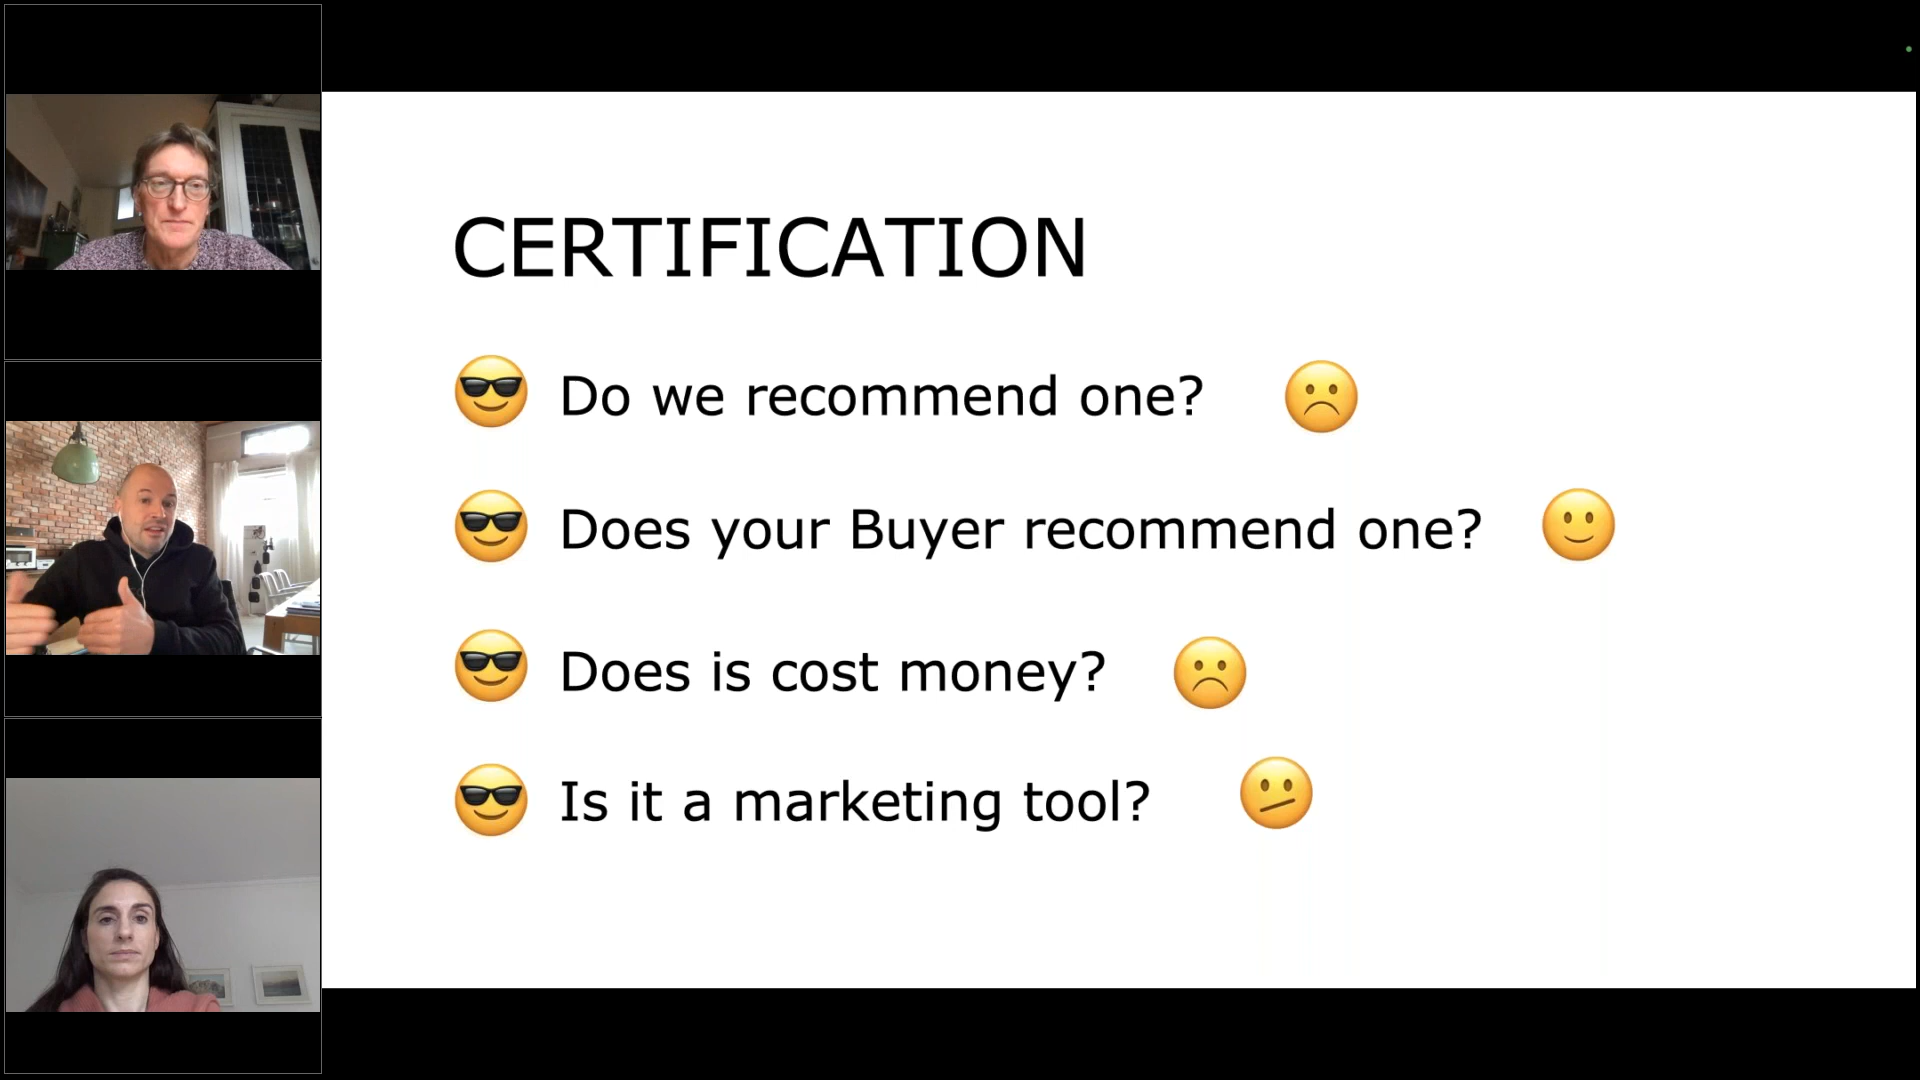 CERTIFICATION
Do we recommend one?
Does your Buyer recommend one?
Does is cost money?
Is it a marketing tool?